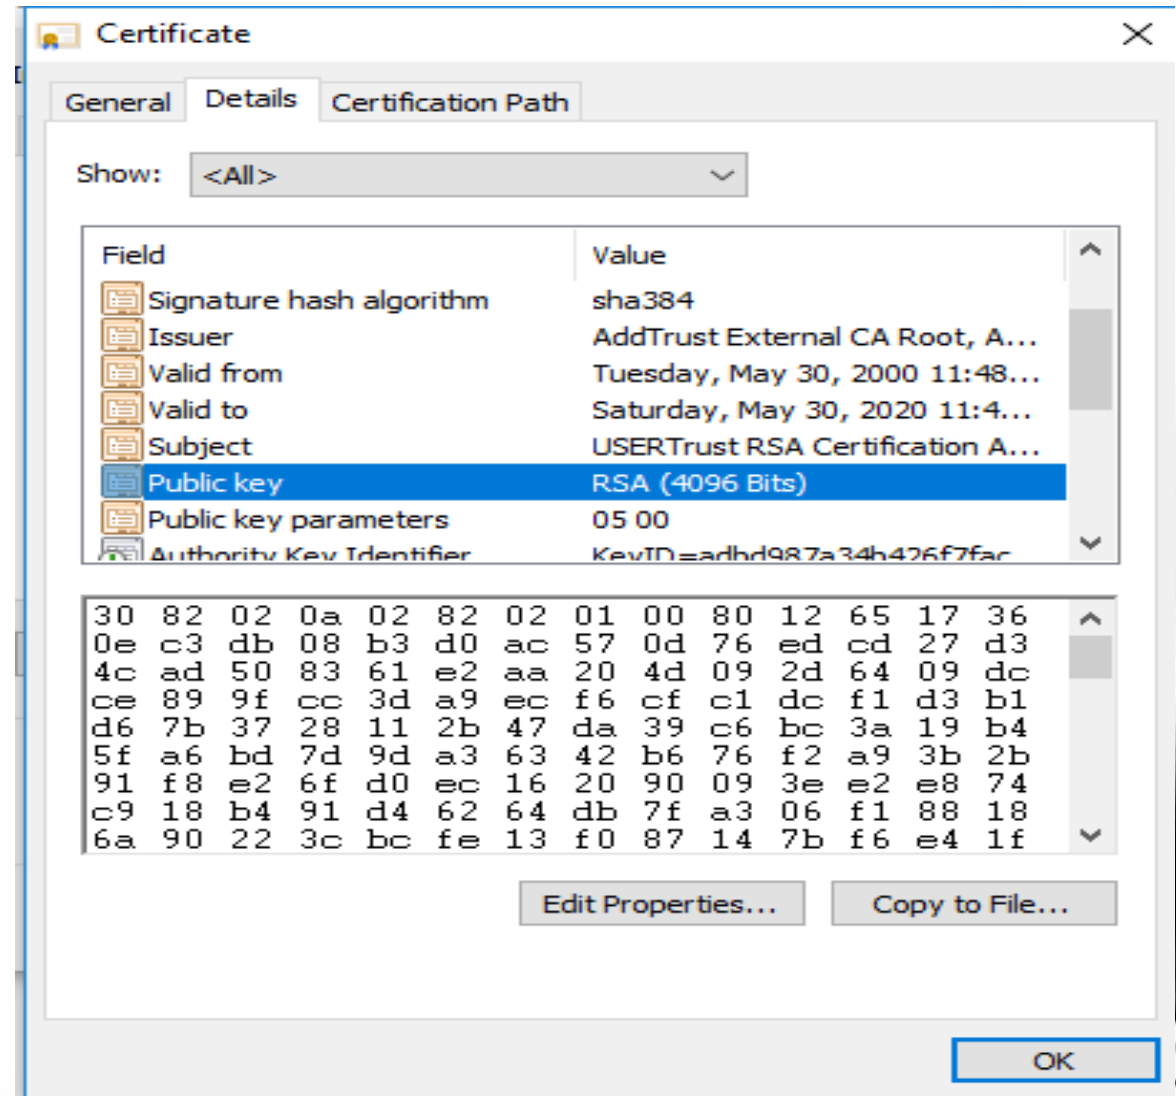 Certificate
General Details Certification Path
Show: <All>
Field Value
Signature hash algorithm sha384
Issuer AddTrust External CA Root, A...
Valid from Tuesday, May 30, 2000 11:48...
Valid to Saturday, May 30, 2020 11:4...
Subject USERTrust RSA Certification A...
Public key RSA (4096 Bits)
Public key parameters 05 00
Authority Key Identifier KeyID=adbd987a34b426f7fac
30 82 02 0a 02 82 02 01 00 80 12 65 17 36
0e c3 db 08 b3 d0 ac 57 0d 76 ed cd 27 d3
4c ad 50 83 61 e2 aa 20 4d 09 2d 64 09 dc
ce 89 9f cc 3d a9 ec f6 cf c1 dc f1 d3 b1
d6 7b 37 28 11 2b 47 da 39 c6 bc 3a 19 b4
5f a6 bd 7d 9d a3 63 42 b6 76 f2 a9 3b 2b
91 f8 e2 6f d0 ec 16 20 90 09 3e e2 e8 74
c9 18 b4 91 d4 62 64 db 7f a3 06 f1 88 18
6a 90 22 3c bc fe 13 f0 87 14 7b f6 e4 1f
Edit Properties... Copy to File...
OK